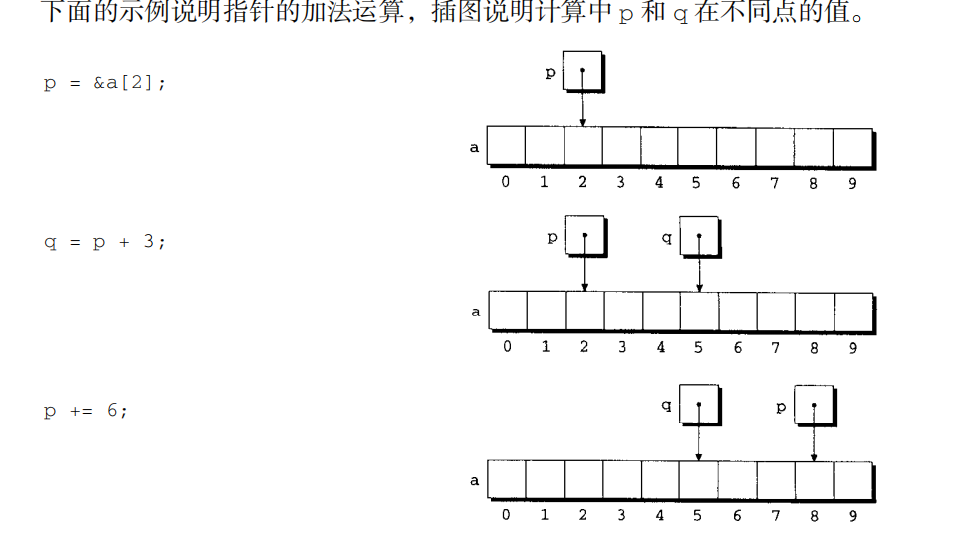 下面的示例说明指针的加法运算，插图说明计算中 p 和 q 在不同点的值。
p = &a[2];
p
a
0 1 2 3 4 5 6 7 8 9
q = p + 3;
p q
a
0 1 2 3 4 5 6 7 8 9
p += 6;
q p
a
0 1 2 3 4 5 6 7 8 9